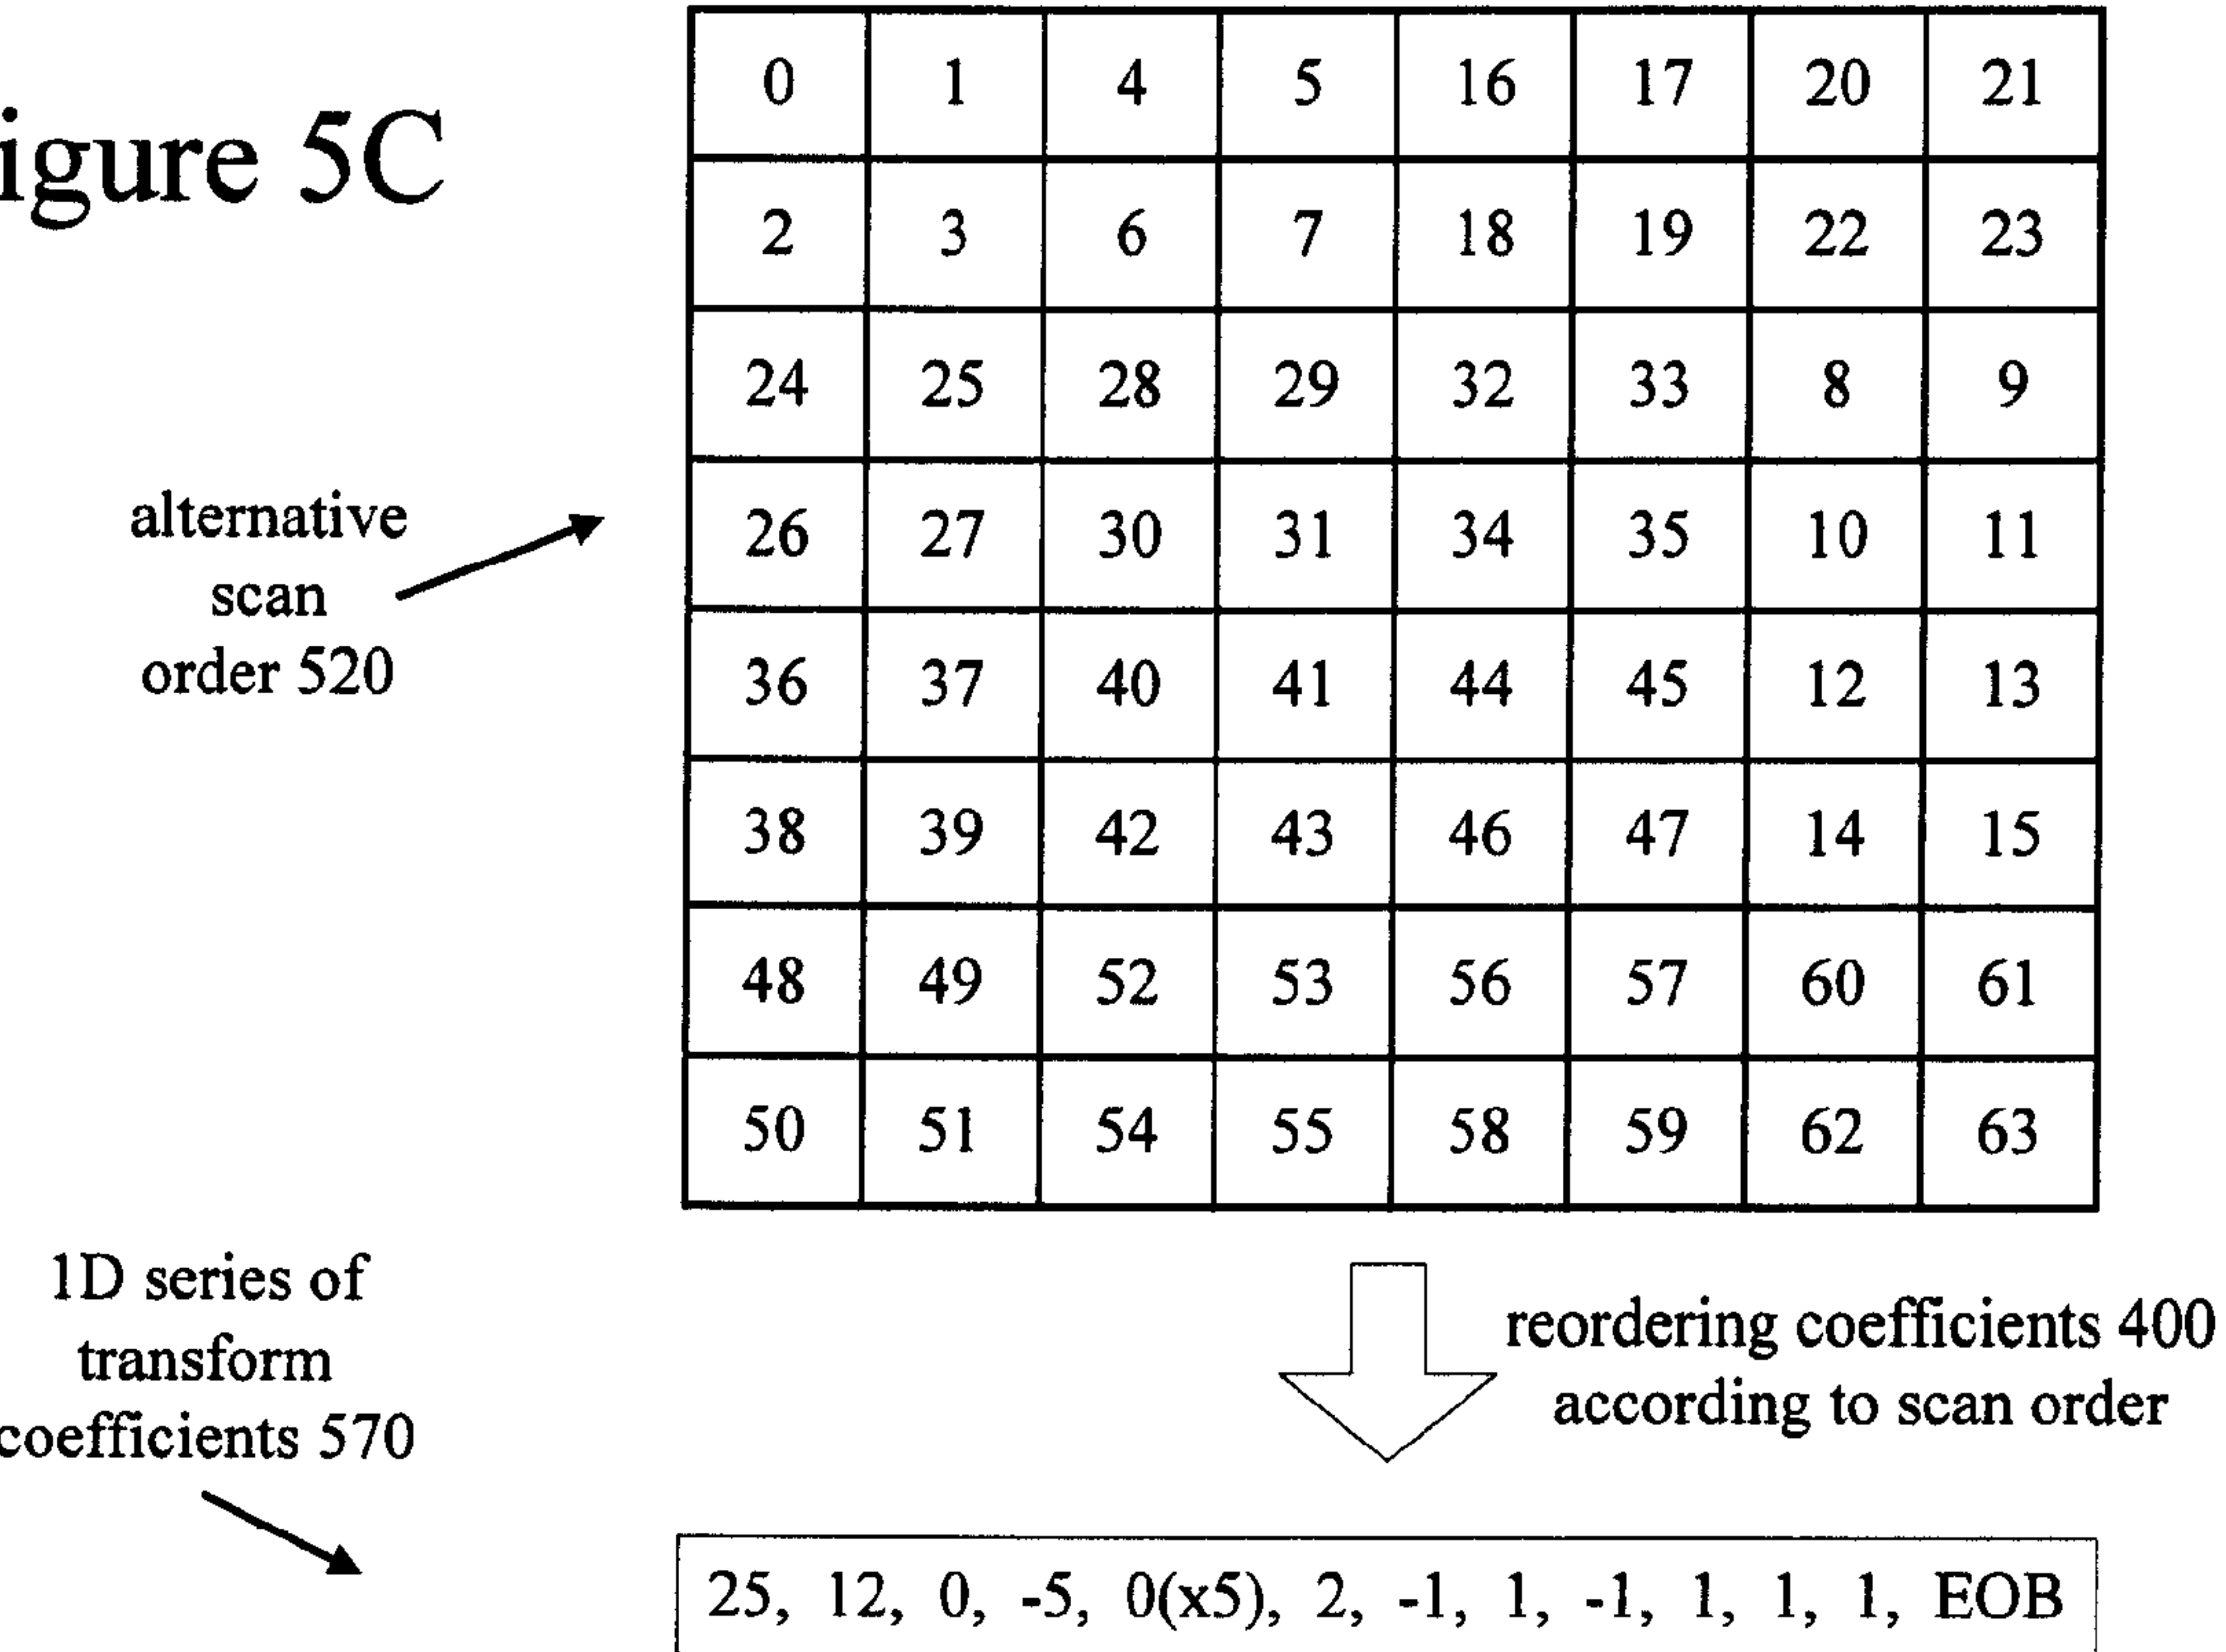 igure 5C
0 1 4 5 16 17 20 21
2 3 6 7 18 19 22 23
24 25 28 29 32 33 8 9
26 27 30 31 34 35 10 11
36 37 40 41 44 45 12 13
38 39 42 43 46 47 14 15
48 49 52 53 56 57 60 61
50 51 54 55 58 59 62 63
alternative
scan
order 520
1D series of
transform
coefficients 570
reordering coefficients 400
according to scan order
25, 12, 0, -5, 0(x5), 2, -1, 1, -1, 1, 1, 1, EOB